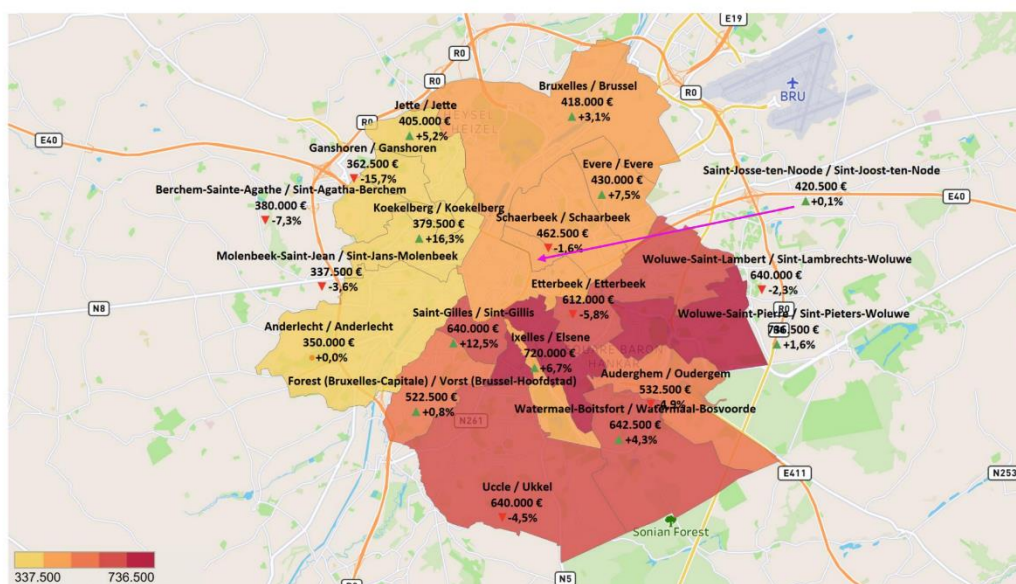 E19
R0
E40
R0
BRU
R0
Bruxelles / Brussel
418.000 €
▲ +3,1%
Jette / Jette
405.000 €
▲ +5,2%
Ganshoren / Ganshoren
362.500 €
▼ -15,7%
Berchem-Sainte-Agathe / Sint-Agatha-Berchem
380.000 €
▼ -7,3%
Evere / Evere
430.000 €
▲ +7,5%
Saint-Josse-ten-Noode / Sint-Joost-ten-Node
420.500 €
▲ +0,1%
E40
Koekelberg / Koekelberg
379.500 €
▲ +16,3%
Schaerbeek / Schaarbeek
462.500 €
▼ -1,6%
Molenbeek-Saint-Jean / Sint-Jans-Molenbeek
337.500 €
▼ -3,6%
Woluwe-Saint-Lambert / Sint-Lambrechts-Woluwe
640.000 €
▼ -2,3%
N8
R0
Etterbeek / Etterbeek
612.000 €
▼ -5,8%
Woluwe-Saint-Pierre / Sint-Pieters-Woluwe
736.500 €
▲ +1,6%
Saint-Gilles / Sint-Gillis
640.000 €
▲ +12,5%
Anderlecht / Anderlecht
350.000 €
+0,0%
Ixelles / Elsene
720.000 €
▲ +6,7%
Auderghem / Oudergem
532.500 €
▼ -4,9%
Forest (Bruxelles-Capitale) / Vorst (Brussel-Hoofdstad)
522.500 €
▲ +0,8%
N261
Watermael-Boitsfort / Watermaal-Bosvoorde
642.500 €
▲ +4,3%
E411
N253
Uccle / Ukkel
640.000 €
▼ -4,5%
Sonian Forest
337.500 736.500
R0
N5
R0